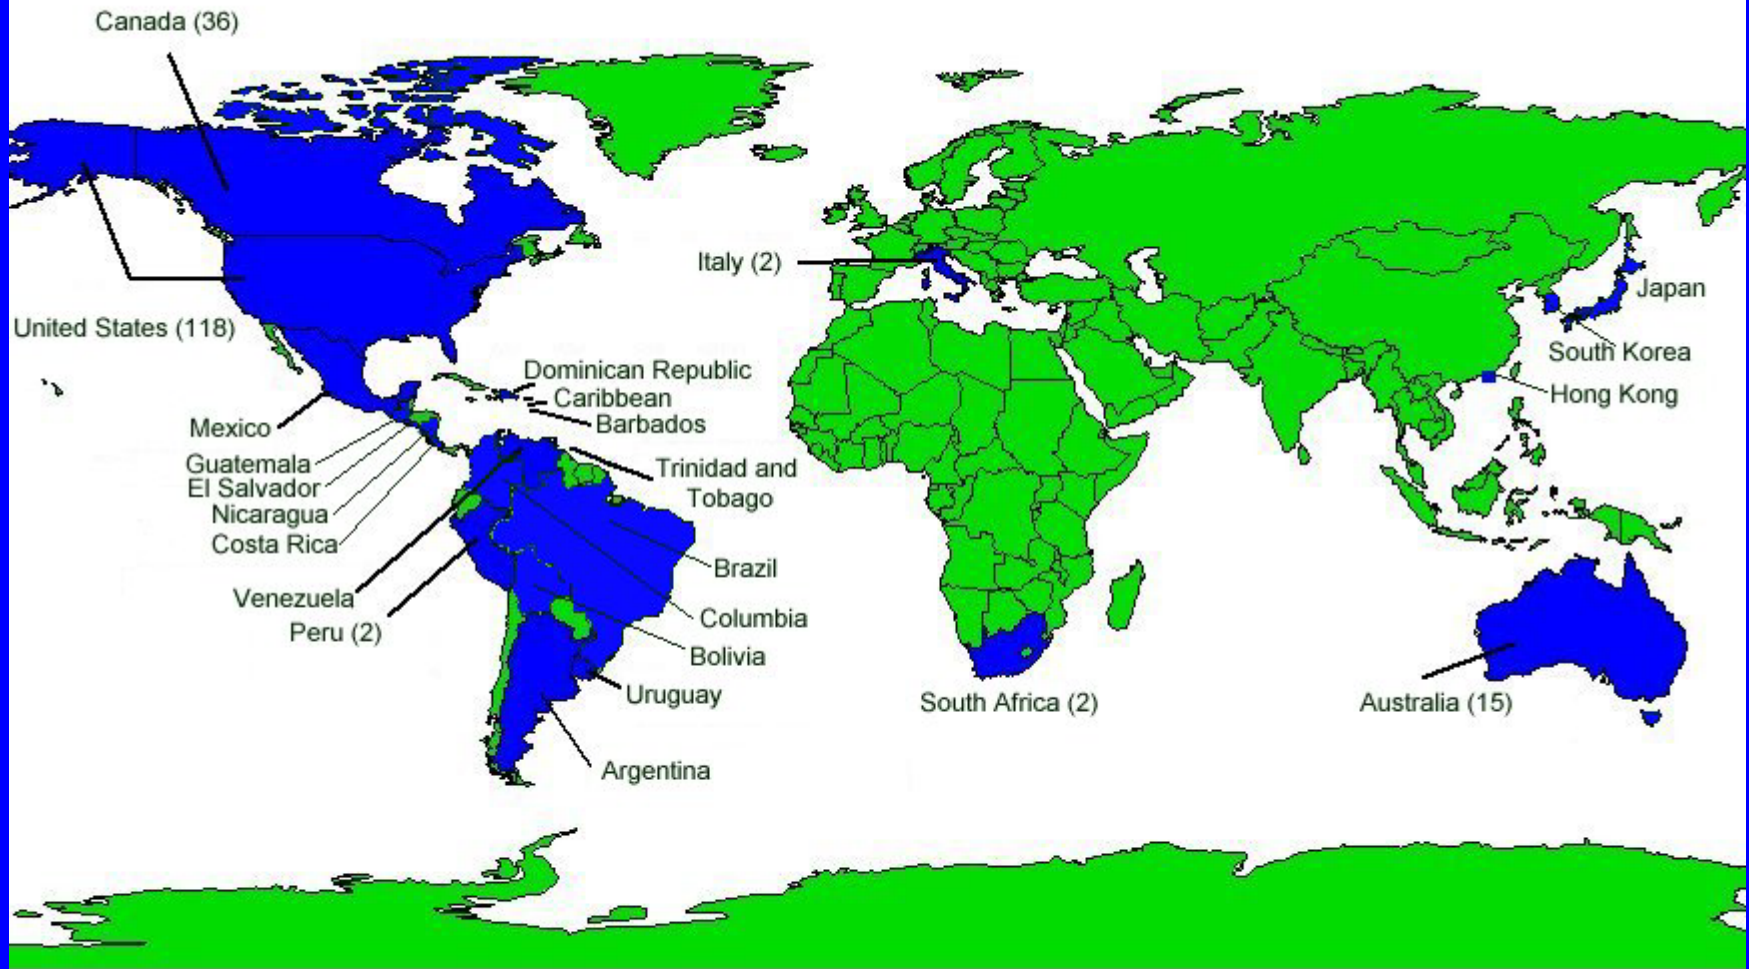 Canada (36)
Italy (2)
Japan
United States (118)
South Korea
Dominican Republic
Hong Kong
Caribbean
Barbados
Mexico
Guatemala
Trinidad and
Tobago
El Salvador
Nicaragua
Costa Rica
Brazil
Venezuela
Columbia
Peru (2)
Bolivia
Uruguay
South Africa (2)
Australia (15)
Argentina